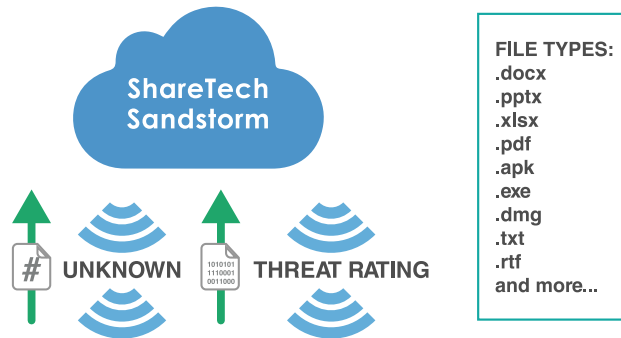 ShareTech
Sandstorm
# UNKNOWN
1010101
1110001
0011000
THREAT RATING
FILE TYPES:
.docx
.pptx
.xlsx
.pdf
.apk
.exe
.dmg
.txt
.rtf
and more...